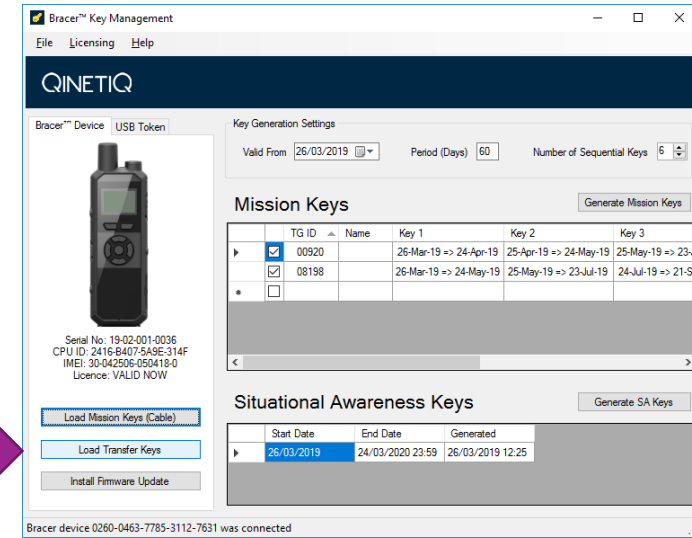 Bracer™ Key Management
File Licensing Help
QINETIQ
Bracer™ Device USB Token
Key Generation Settings
Valid From 26/03/2019 Period (Days) 60 Number of Sequential Keys 6
Mission Keys
Generate Mission Keys
TG ID Name Key 1 Key 2 Key 3
00920 26-Mar-19 => 24-Apr-19 25-Apr-19 => 24-May-19 25-May-19 => 23-
08198 26-Mar-19 => 24-May-19 25-May-19 => 23-Jul-19 24-Jul-19 => 21-S
Serial No: 19-02-001-0036
CPU ID: 2416-B407-5A9E-314F
IMEI: 30-042506-050418-0
Licence: VALID NOW
Load Mission Keys (Cable)
Load Transfer Keys
Install Firmware Update
Situational Awareness Keys
Generate SA Keys
Start Date End Date Generated
26/03/2019 24/03/2020 23:59 26/03/2019 12:25
Bracer device 0260-0463-7785-3112-7631 was connected